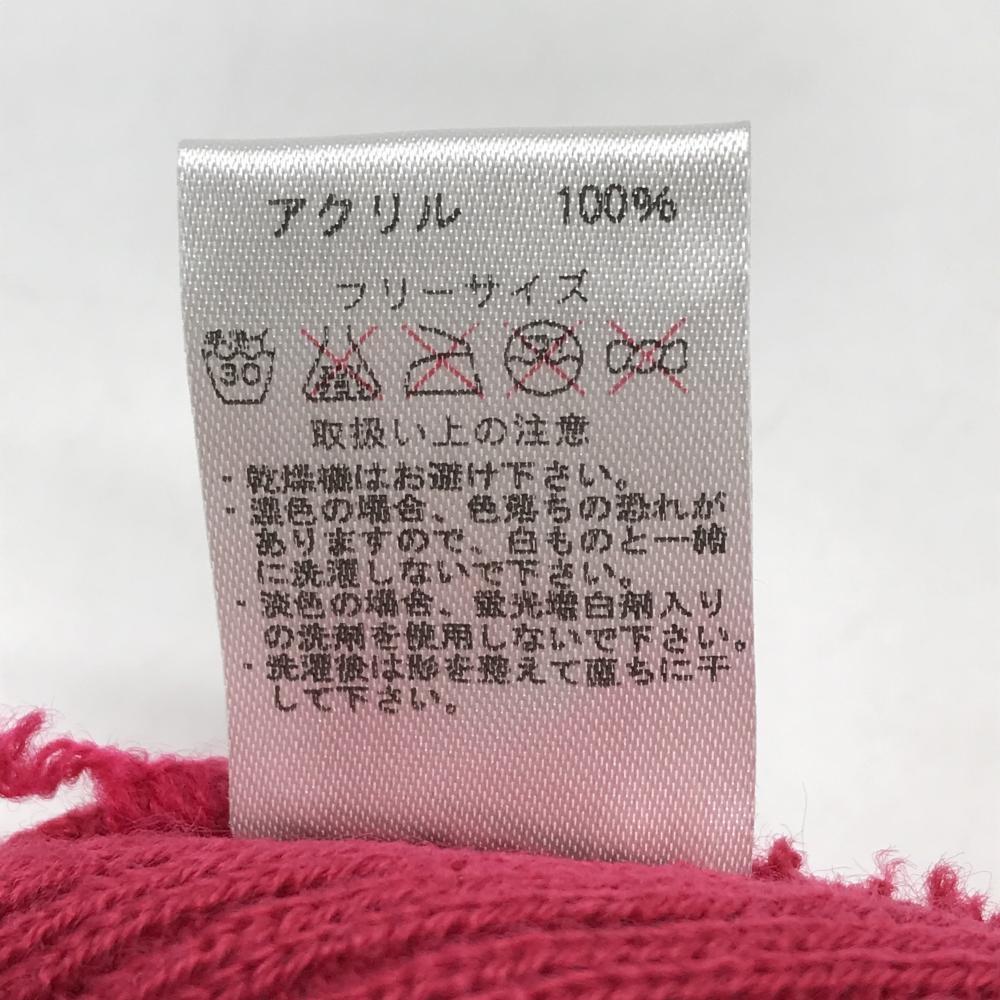 アクリル 100%
フリーサイズ
手洗イ
30
取扱い上の注意
・乾燥機はお避け下さい。
・濃色の場合、色落ちの恐れが
ありますので、白ものと一緒
に洗濯しないで下さい。
・淡色の場合、蛍光増白剤入り
の洗剤を使用しないで下さい。
・洗濯後は形を整えて直ちに干
して下さい。